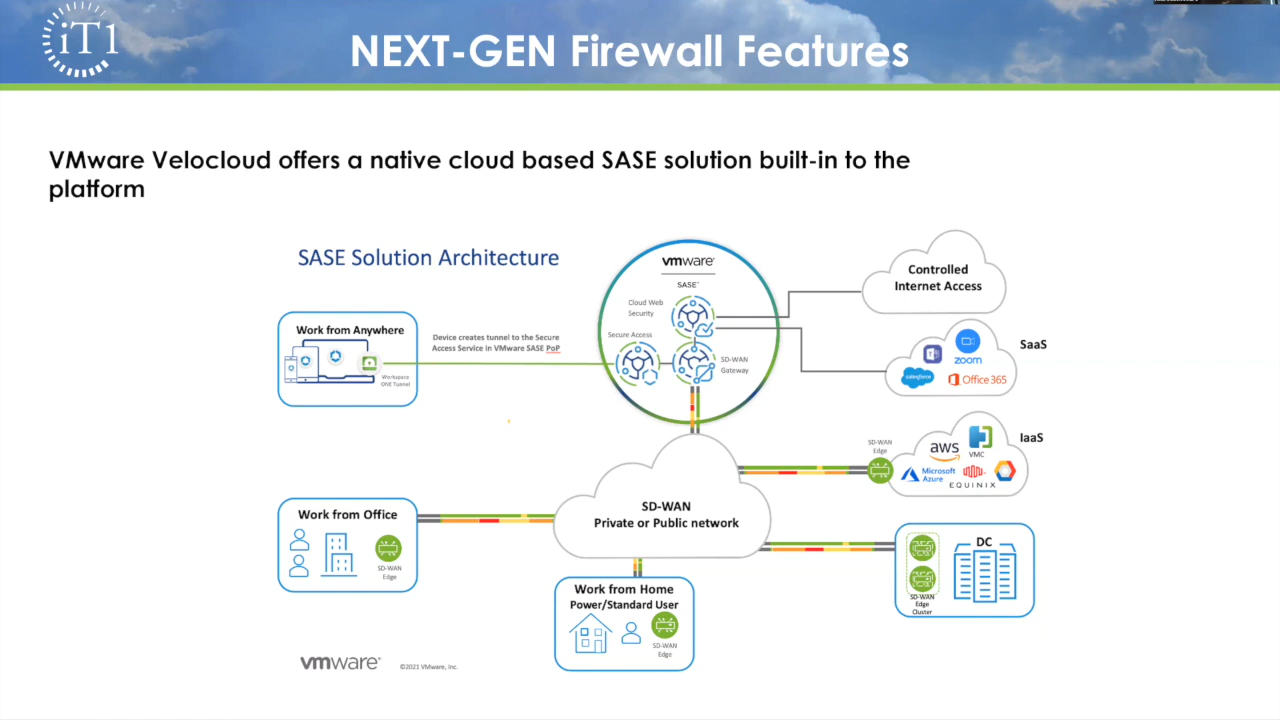 iT1
NEXT-GEN Firewall Features
VMware Velocloud offers a native cloud based SASE solution built-in to the
platform
SASE Solution Architecture
vmware®
SASE™
Cloud Web
Security
Secure Access
SD-WAN
Gateway
Controlled
Internet Access
Work from Anywhere
Workspace
ONE Tunnel
Device creates tunnel to the Secure
Access Service in VMware SASE PoP
SaaS
zoom
salesforce
Office 365
IaaS
SD-WAN
Edge
aws
VMC
Microsoft
Azure
EQUINIX
SD-WAN
Private or Public network
Work from Office
SD-WAN
Edge
DC
SD-WAN
Edge
Cluster
Work from Home
Power/Standard User
SD-WAN
Edge
vmware®
©2021 VMware, Inc.